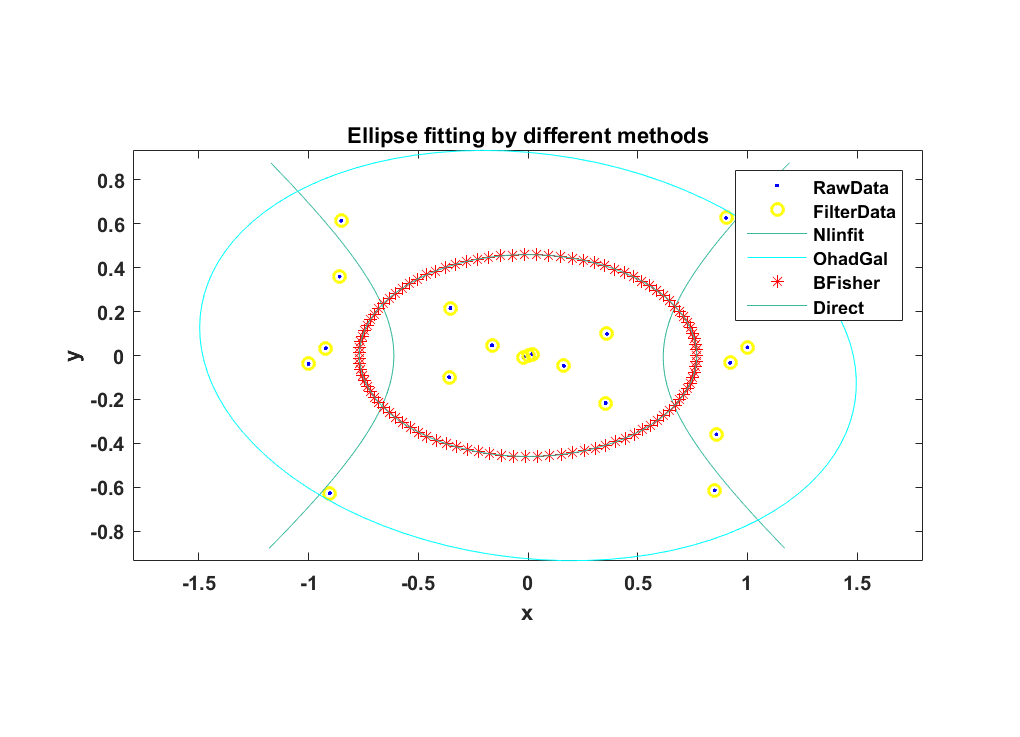 Ellipse fitting by different methods
RawData
FilterData
Nlinfit
OhadGal
BFisher
Direct
0.8
0.6
0.4
0.2
0
-0.2
-0.4
-0.6
-0.8
y
-1.5
-1
-0.5
0
0.5
1
1.5
x